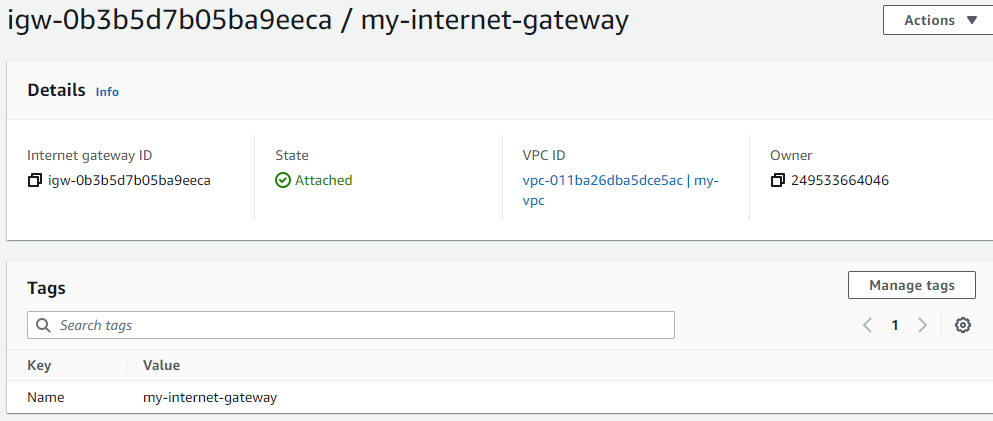 igw-0b3b5d7b05ba9eeca / my-internet-gateway
Actions
Details Info
Internet gateway ID
igw-0b3b5d7b05ba9eeca
State
Attached
VPC ID
vpc-011ba26dba5dce5ac | my-
vpc
Owner
249533664046
Tags
Manage tags
Search tags
1
Key Value
Name my-internet-gateway